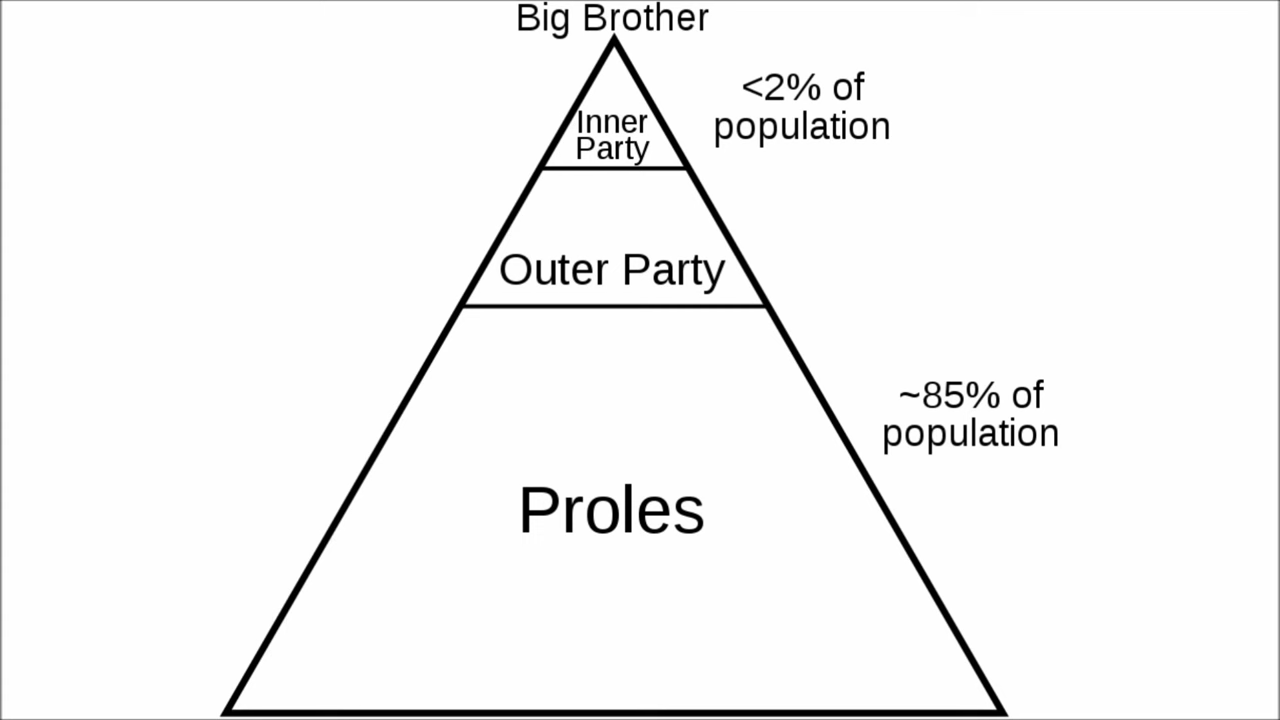 Big Brother
<2% of
population
Inner
Party
Outer Party
~85% of
population
Proles